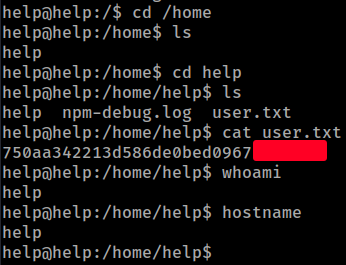 help@help:/$ cd /home
help@help:/home$ ls
help
help@help:/home$ cd help
help@help:/home/help$ ls
help  npm-debug.log  user.txt
help@help:/home/help$ cat user.txt
750aa342213d586de0bed0967
help@help:/home/help$ whoami
help
help@help:/home/help$ hostname
help
help@help:/home/help$